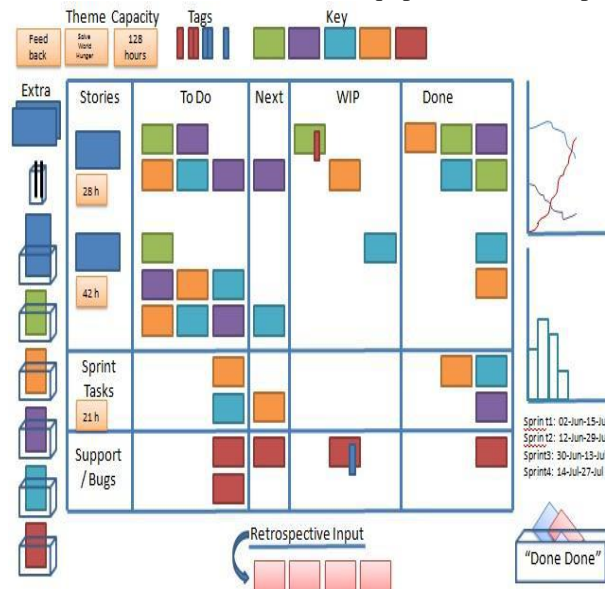 Theme Capacity Tags Key
Feed
back
Solve
World
Hunger
128
hours
Extra
Stories To Do Next WIP Done
28 h
42 h
Sprint
Tasks
21 h
Support
/ Bugs
Sprint1: 02-Jun-15-Ju
Sprint2: 12-Jun-29-Ju
Sprint3: 30-Jun-13-Jul
Sprint4: 14-Jul-27-Jul
Retrospective Input
“Done Done”